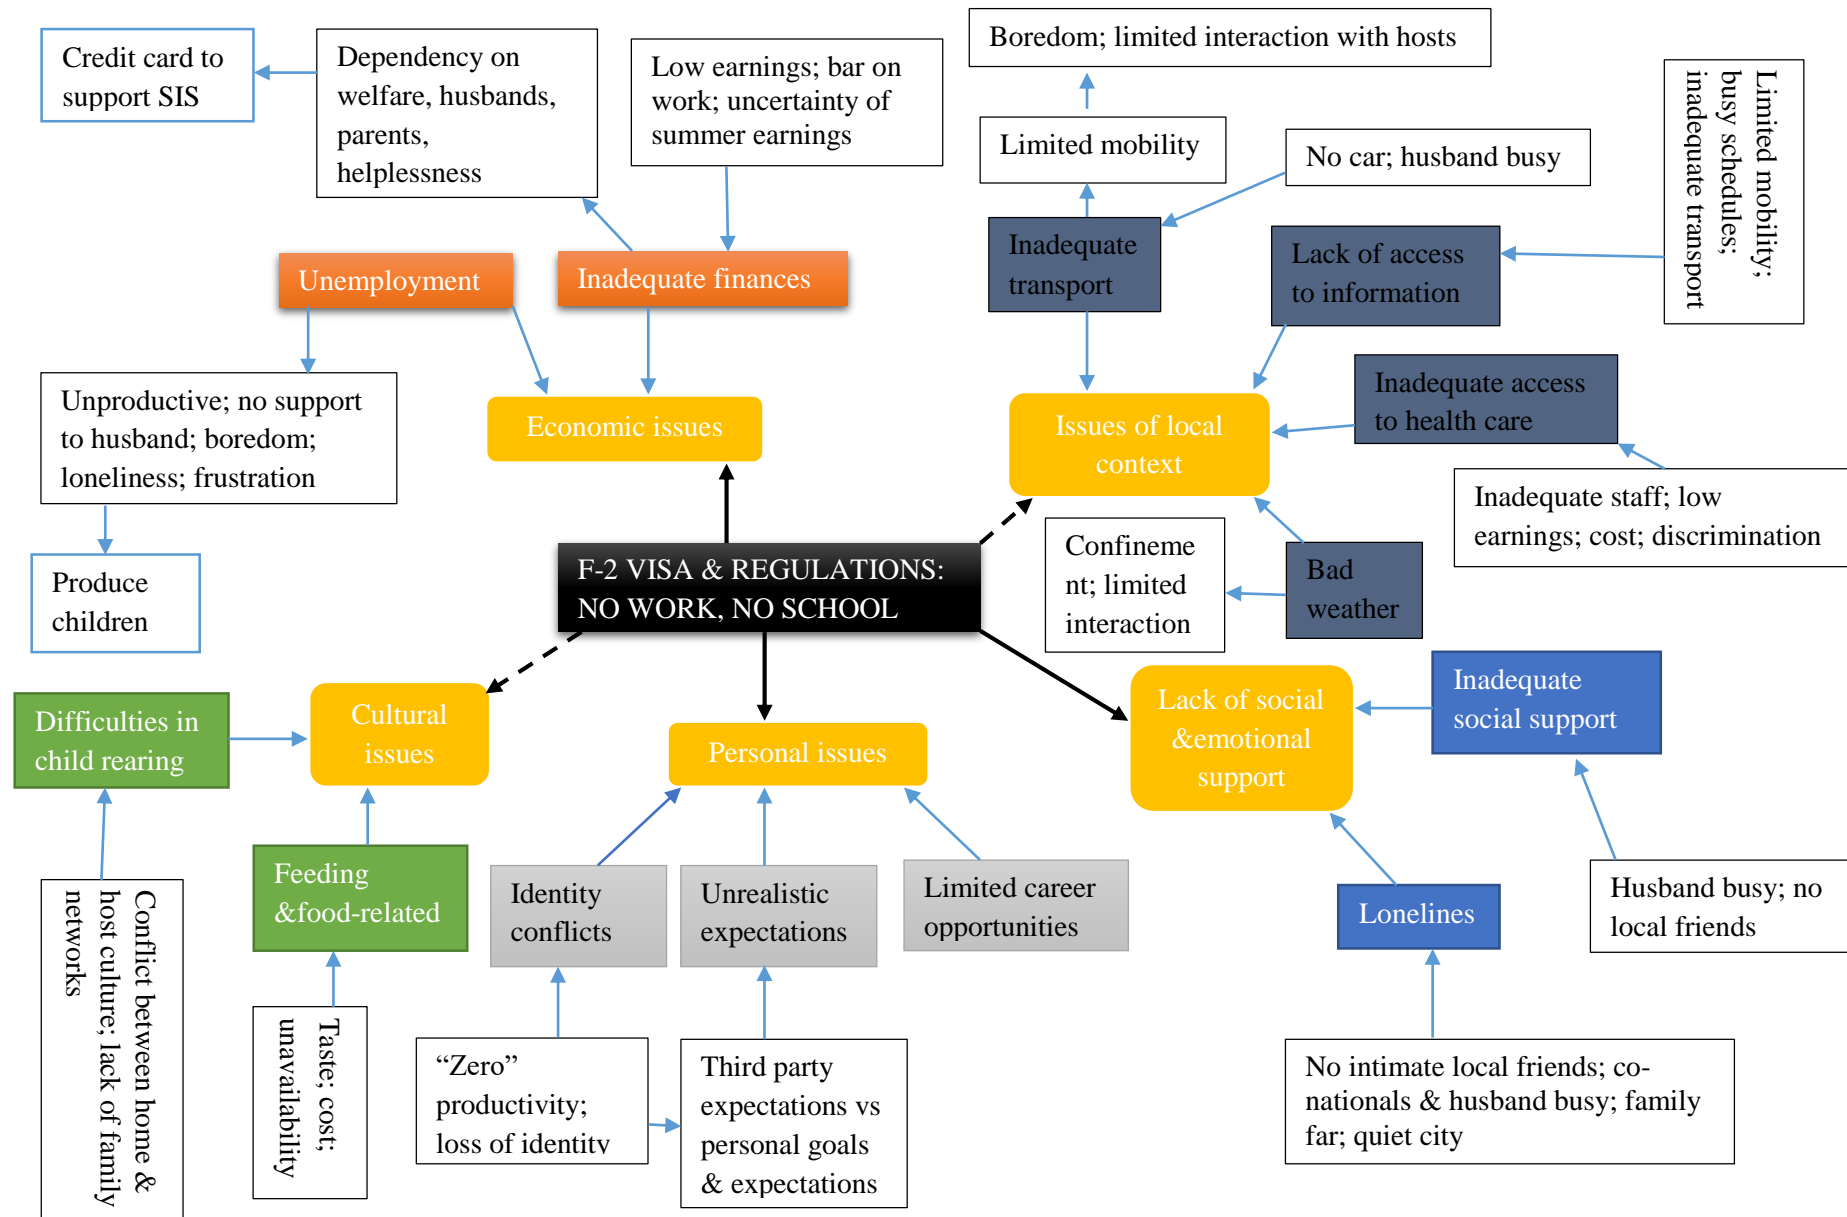 Credit card to
support SIS
Dependency on
welfare, husbands,
parents,
helplessness
Low earnings; bar on
work; uncertainty of
summer earnings
Boredom; limited interaction with hosts
Limited mobility
No car; husband busy
Limited mobility;
busy schedules;
inadequate transport
Unemployment
Inadequate finances
Inadequate
transport
Lack of access
to information
Unproductive; no support
to husband; boredom;
loneliness; frustration
Economic issues
Issues of local
context
Inadequate access
to health care
Inadequate staff; low
earnings; cost; discrimination
Produce
children
F-2 VISA & REGULATIONS:
NO WORK, NO SCHOOL
Confineme
nt; limited
interaction
Bad
weather
Difficulties in
child rearing
Cultural
issues
Personal issues
Lack of social
&emotional
support
Inadequate
social support
Feeding
&food-related
Identity
conflicts
Unrealistic
expectations
Limited career
opportunities
Lonelines
Husband busy; no
local friends
Conflict between home &
host culture; lack of family
networks
Taste; cost;
unavailability
“Zero”
productivity;
loss of identity
Third party
expectations vs
personal goals
& expectations
No intimate local friends; co-
nationals & husband busy; family
far; quiet city